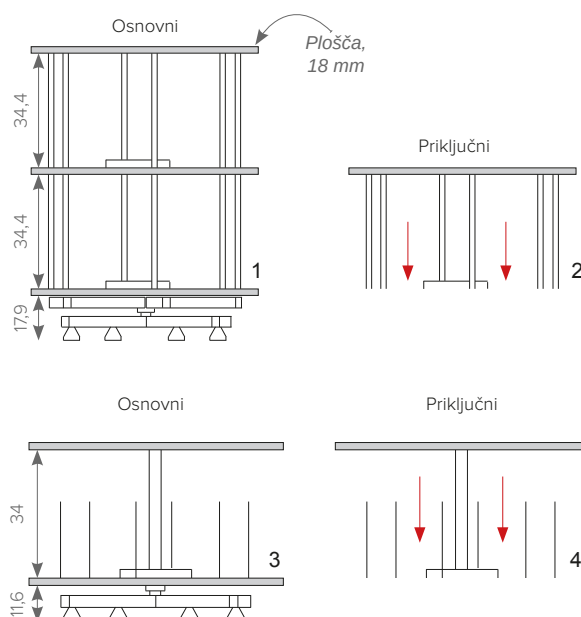 Osnovni
Plošča,
18 mm
34,4
34,4
17,9
1
Priključni
2
Osnovni
34
11,6
3
Priključni
4